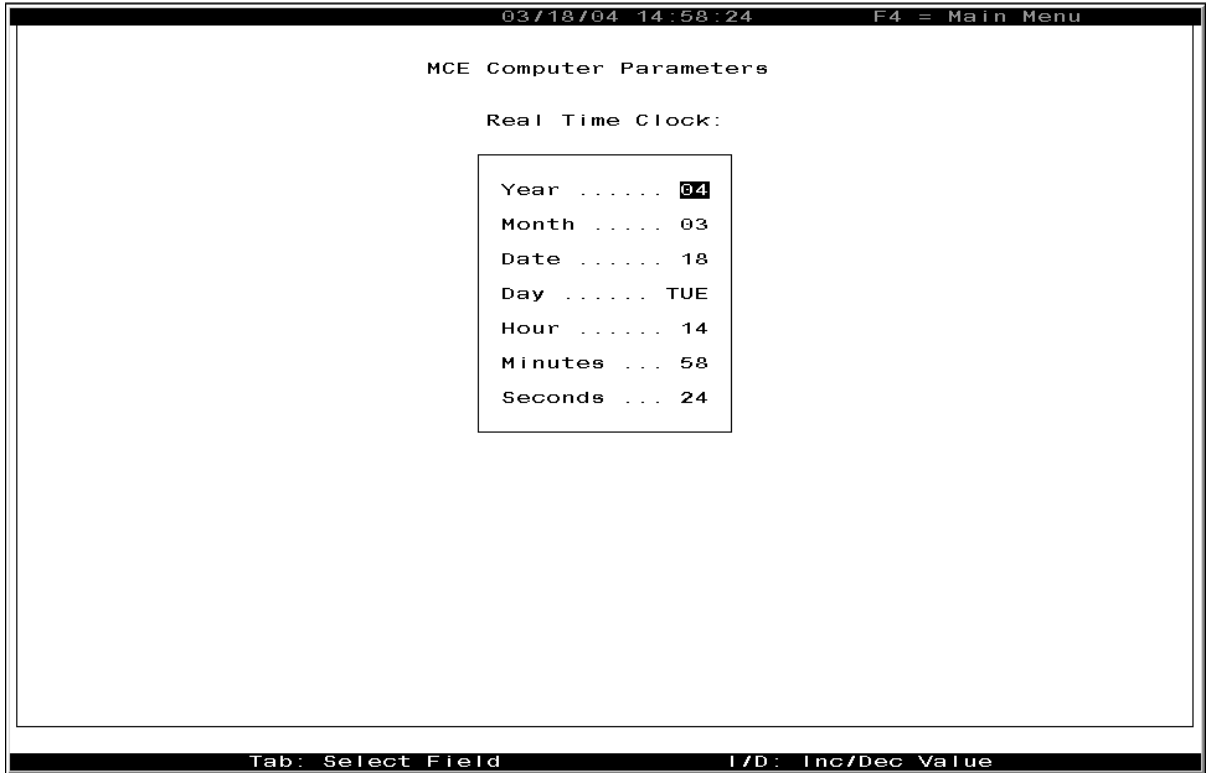 03/18/04 14:58:24 F4 = Main Menu
MCE Computer Parameters
Real Time Clock:
Year ...... 04
Month ..... 03
Date ...... 18
Day ...... TUE
Hour ...... 14
Minutes ... 58
Seconds ... 24
Tab: Select Field I/D: Inc/Dec Value